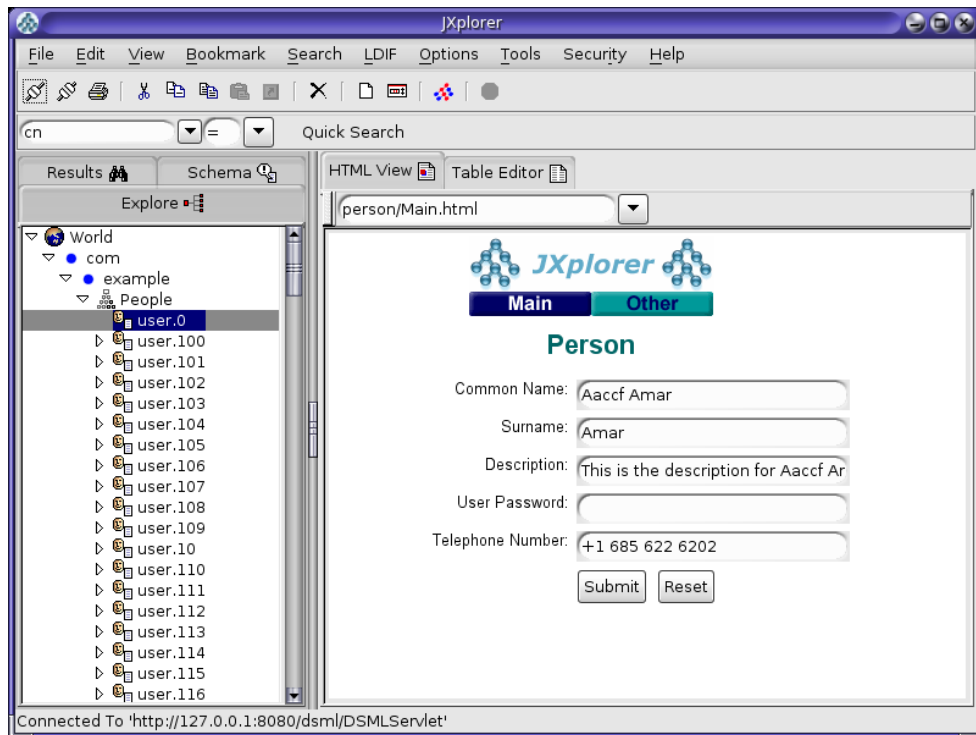 JXplorer
File Edit View Bookmark Search LDIF Options Tools Security Help
cn = Quick Search
Results Schema
Explore
HTML View Table Editor
person/Main.html
World
com
example
People
user.0
user.100
user.101
user.102
user.103
user.104
user.105
user.106
user.107
user.108
user.109
user.10
user.110
user.111
user.112
user.113
user.114
user.115
user.116
JXplorer
Main Other
Person
Common Name: Aaccf Amar
Surname: Amar
Description: This is the description for Aaccf Ar
User Password:
Telephone Number: +1 685 622 6202
Submit Reset
Connected To 'http://127.0.0.1:8080/dsml/DSMLServlet'